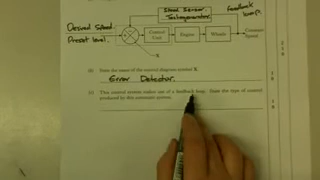 Speed Sensor.
Tachogenerator.
Feedback loop.
Desired Speed
Preset level.
Control Unit
Engine
Wheels
Constant Speed
X
State the name of the control diagram symbol X.
Error Detector.
This control system makes use of a feedback loop. State the type of control
produced by this automatic system.